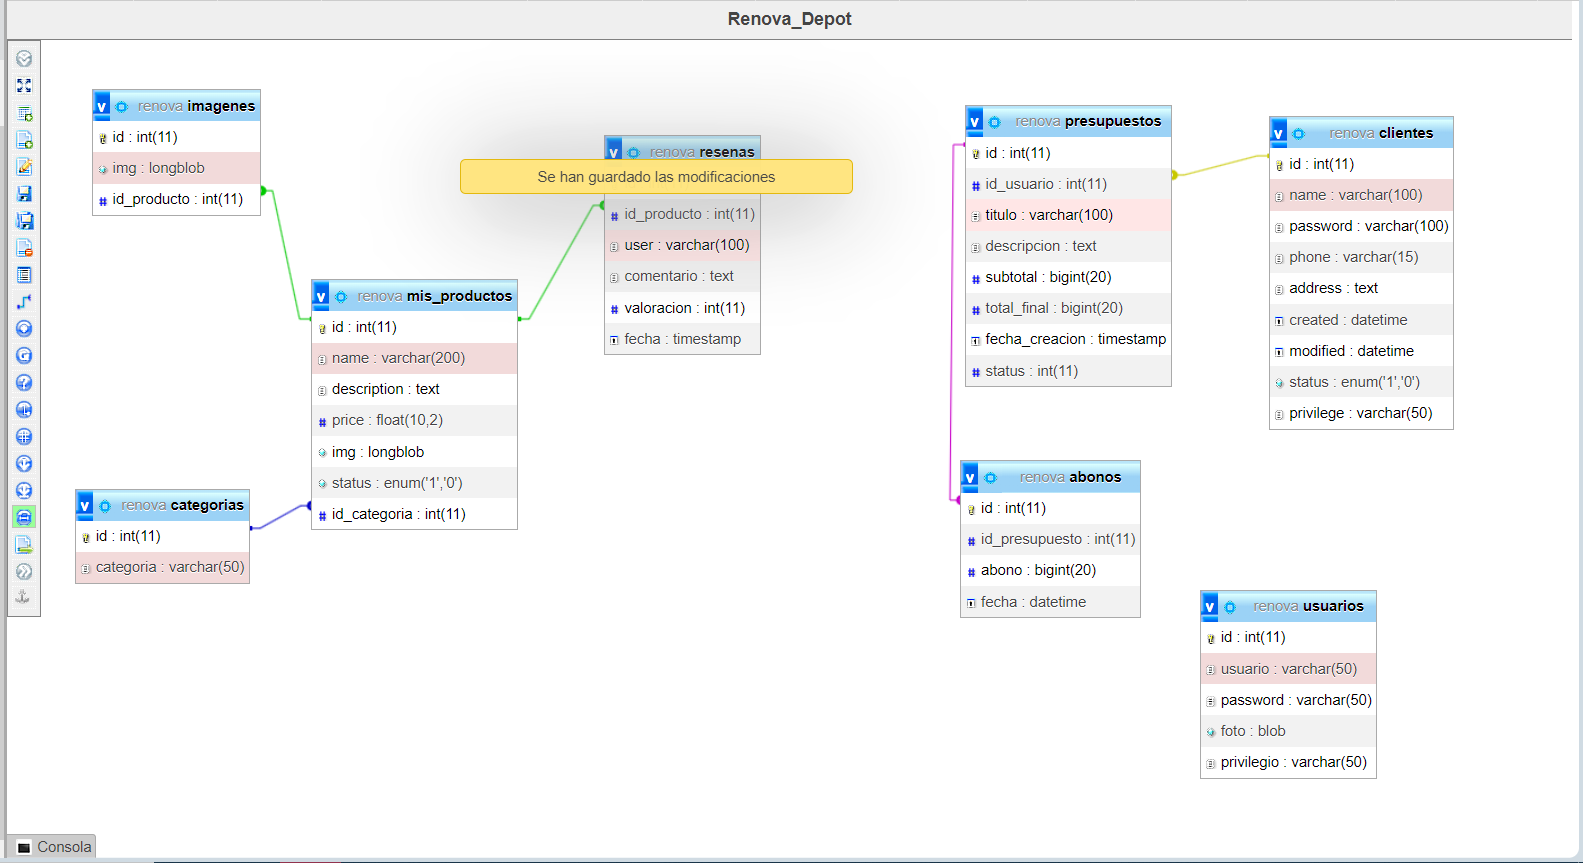 Renova_Depot
renova imagenes
id : int(11)
img : longblob
id_producto : int(11)
renova resenas
Se han guardado las modificaciones
id_producto : int(11)
user : varchar(100)
comentario : text
valoracion : int(11)
fecha : timestamp
renova mis_productos
id : int(11)
name : varchar(200)
description : text
price : float(10,2)
img : longblob
status : enum('1','0')
id_categoria : int(11)
renova categorias
id : int(11)
categoria : varchar(50)
renova presupuestos
id : int(11)
id_usuario : int(11)
titulo : varchar(100)
descripcion : text
subtotal : bigint(20)
total_final : bigint(20)
fecha_creacion : timestamp
status : int(11)
renova clientes
id : int(11)
name : varchar(100)
password : varchar(100)
phone : varchar(15)
address : text
created : datetime
modified : datetime
status : enum('1','0')
privilege : varchar(50)
renova abonos
id : int(11)
id_presupuesto : int(11)
abono : bigint(20)
fecha : datetime
renova usuarios
id : int(11)
usuario : varchar(50)
password : varchar(50)
foto : blob
privilegio : varchar(50)
Consola